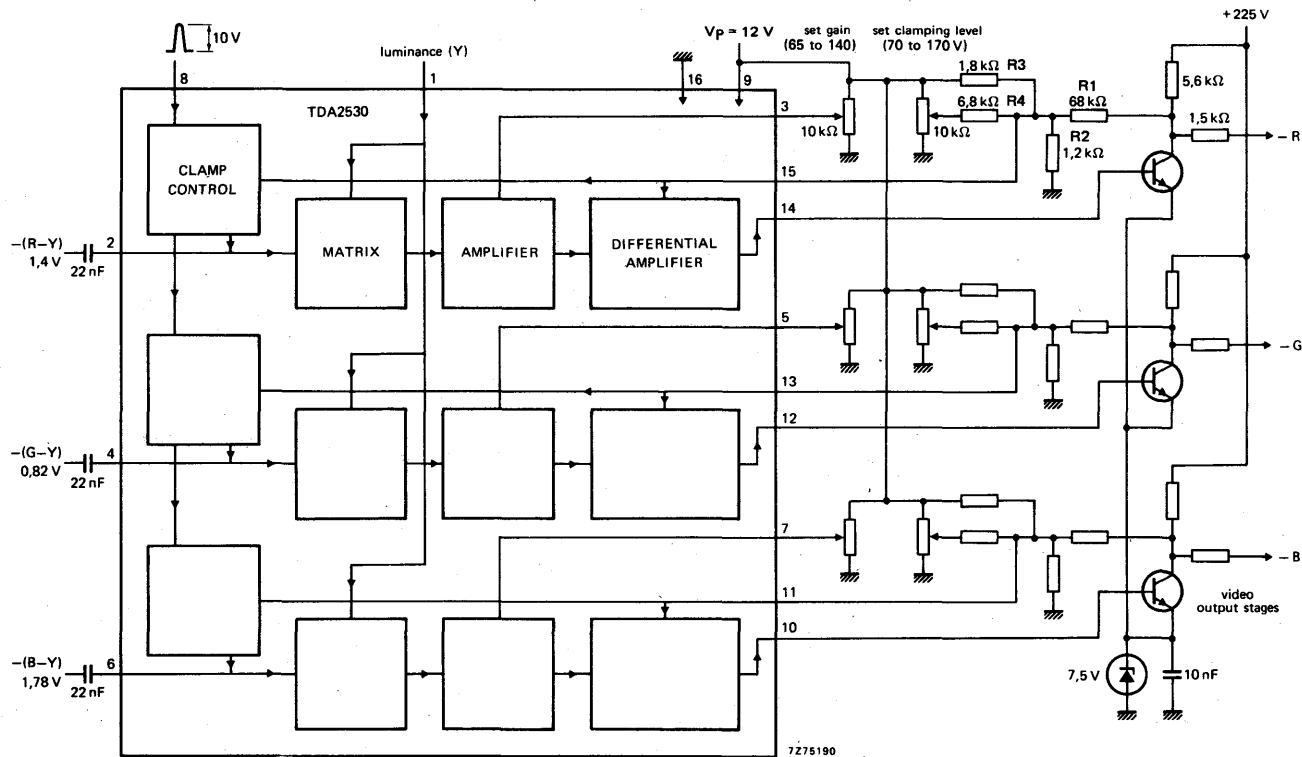 10 V
8
luminance (Y)
1
16
V_P = 12 V
9
set gain
(65 to 140)
set clamping level
(70 to 170 V)
+225 V
TDA2530
3
10 kΩ
10 kΩ
1,8 kΩ R3
6,8 kΩ R4
R1
68 kΩ
R2
1,2 kΩ
5,6 kΩ
1,5 kΩ
−R
CLAMP
CONTROL
15
14
−(R−Y)
1,4 V
2
22 nF
MATRIX
AMPLIFIER
DIFFERENTIAL
AMPLIFIER
5
−G
13
12
−(G−Y)
0,82 V
4
22 nF
7
−B
11
10
video
output stages
−(B−Y)
1,78 V
6
22 nF
7,5 V
10 nF
7Z75190